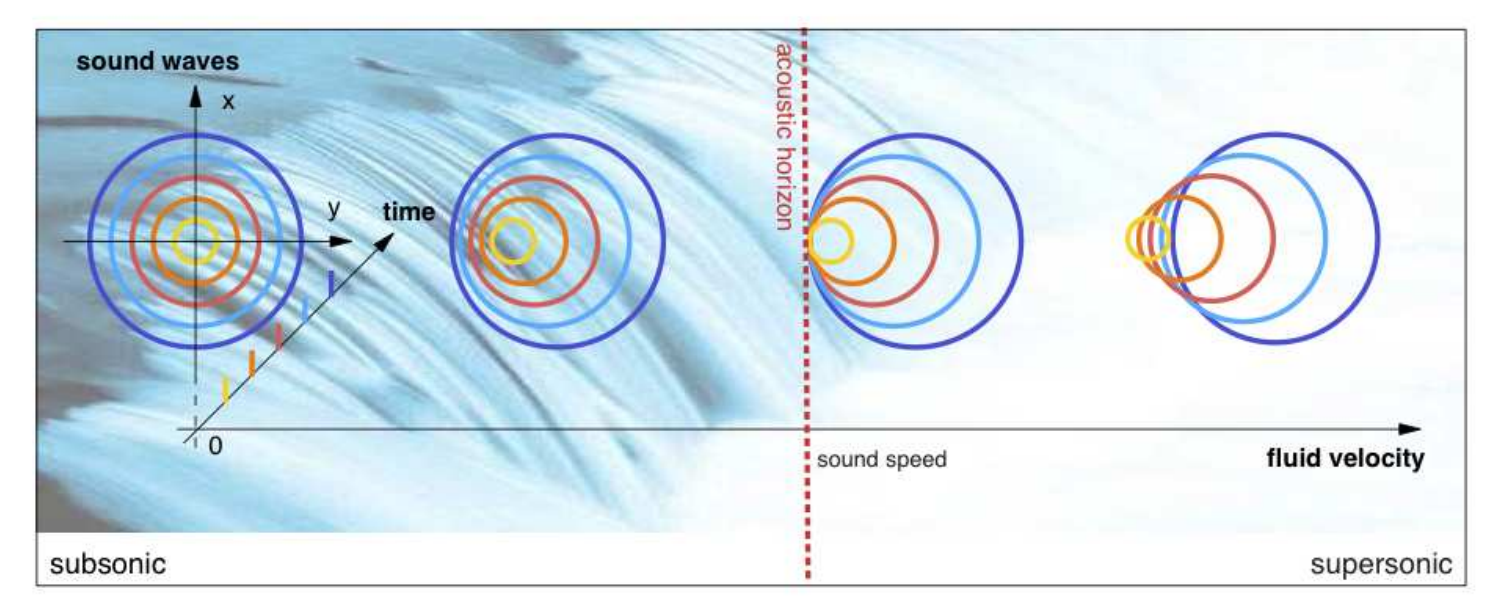 sound waves
x
y
time
0
acoustic horizon
sound speed
fluid velocity
subsonic
supersonic